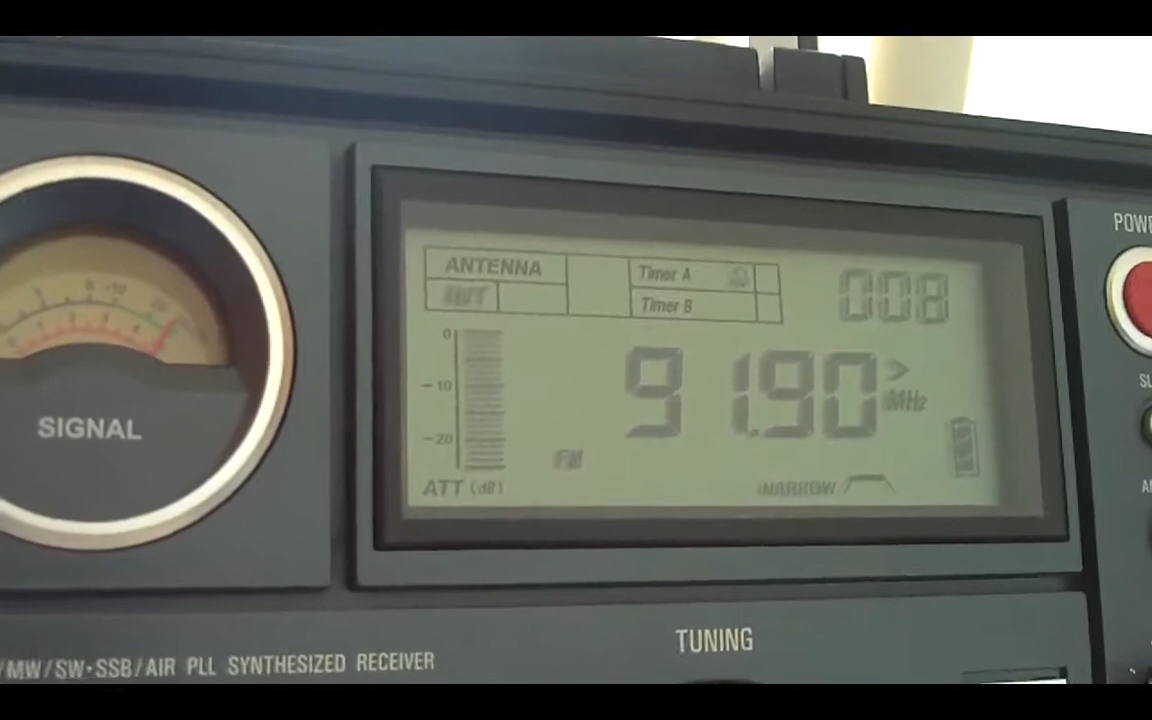 POWE
ANTENNA
Timer A
008
INT
Timer B
0
-10
-20
91.90
MHz
SIGNAL
FM
ATT (dB)
NARROW
/MW/SW·SSB/AIR PLL SYNTHESIZED RECEIVER
TUNING